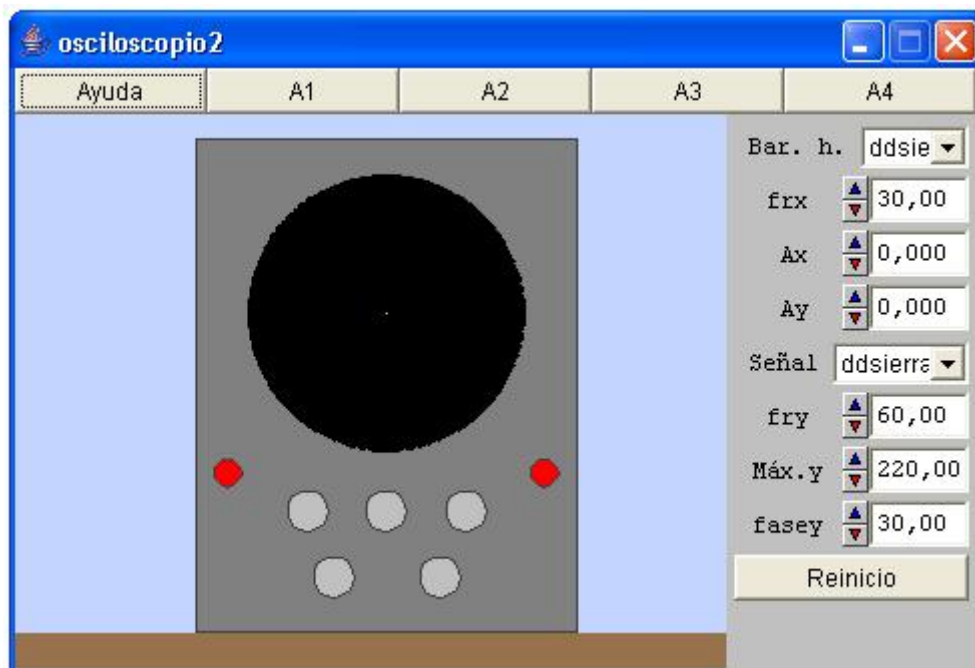 osciloscopio2
Ayuda A1 A2 A3 A4
Bar. h. ddsie
frx 30,00
Ax 0,000
Ay 0,000
Señal ddsierra
fry 60,00
Máx.y 220,00
fasey 30,00
Reinicio